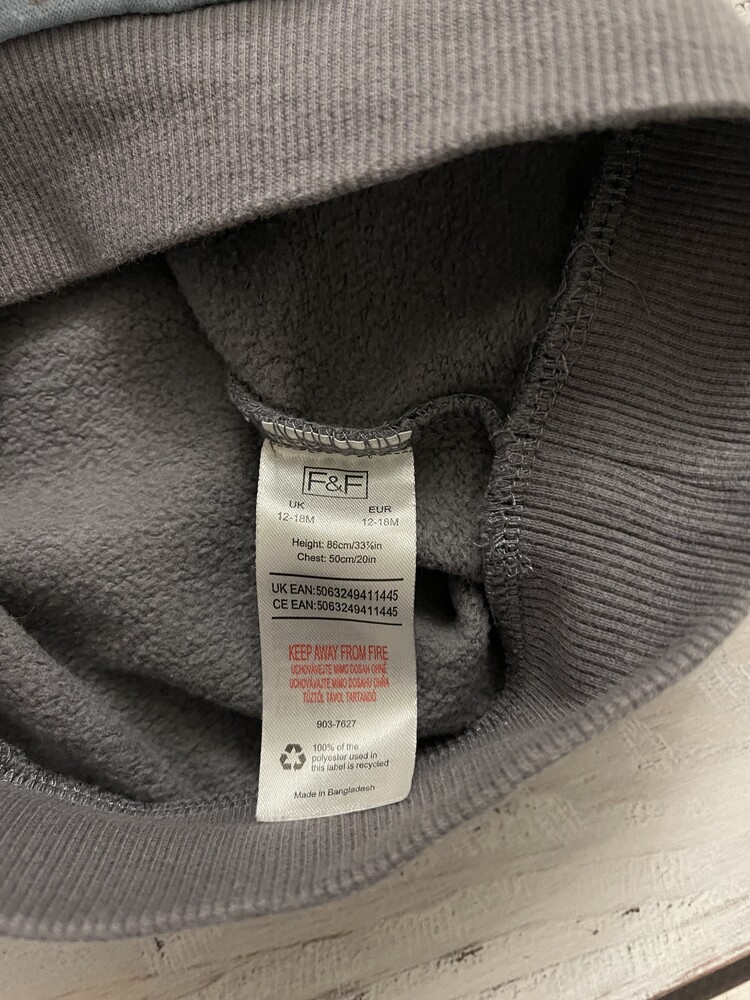 F&F
UK EUR
12-18M 12-18M
Height: 86cm/33⅞in
Chest: 50cm/20in
UK EAN:5063249411445
CE EAN:5063249411445
KEEP AWAY FROM FIRE
UCHOVÁVEJTE MIMO DOSAH OHNĚ
UCHOVÁVAJTE MIMO DOSAHU OHŇA
TŰZTŐL TÁVOL TARTANDÓ
903-7627
100% of the
polyester used in
this label is recycled
Made in Bangladesh